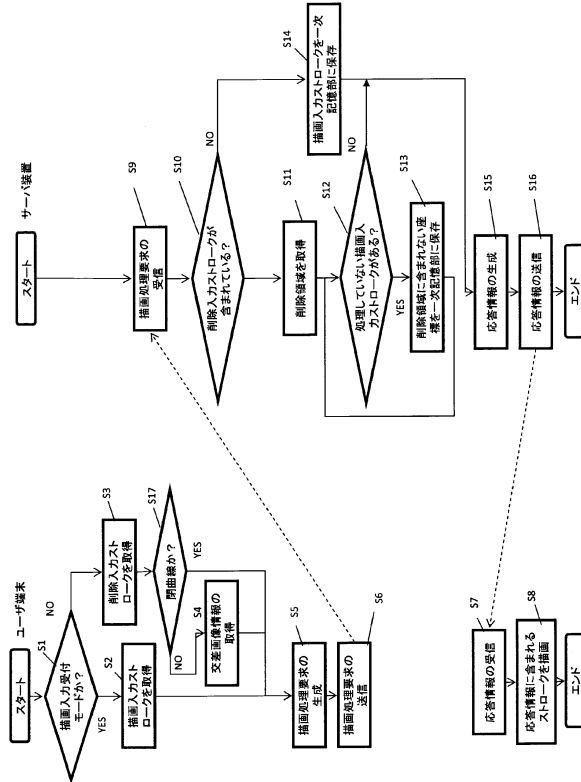 ユーザ端末
スタート
S1
描画入力受付
モードか？
YES
NO
S2
描画入力スト
ロークを取得
S3
削除入力スト
ロークを取得
S17
閉曲線か？
NO
YES
S4
交差画像情報の
取得
S5
描画処理要求の
生成
S6
描画処理要求の
送信
S7
応答情報の受信
S8
応答情報に含まれる
ストロークを描画
エンド
サーバ装置
スタート
S9
描画処理要求の
受信
S10
削除入力ストロークが
含まれている？
NO
S11
削除領域を取得
S12
処理していない描画入
力ストロークがある？
YES
NO
S13
削除領域に含まれない座
標を一次記憶部に保存
S14
描画入力ストロークを一次
記憶部に保存
S15
応答情報の生成
S16
応答情報の送信
エンド